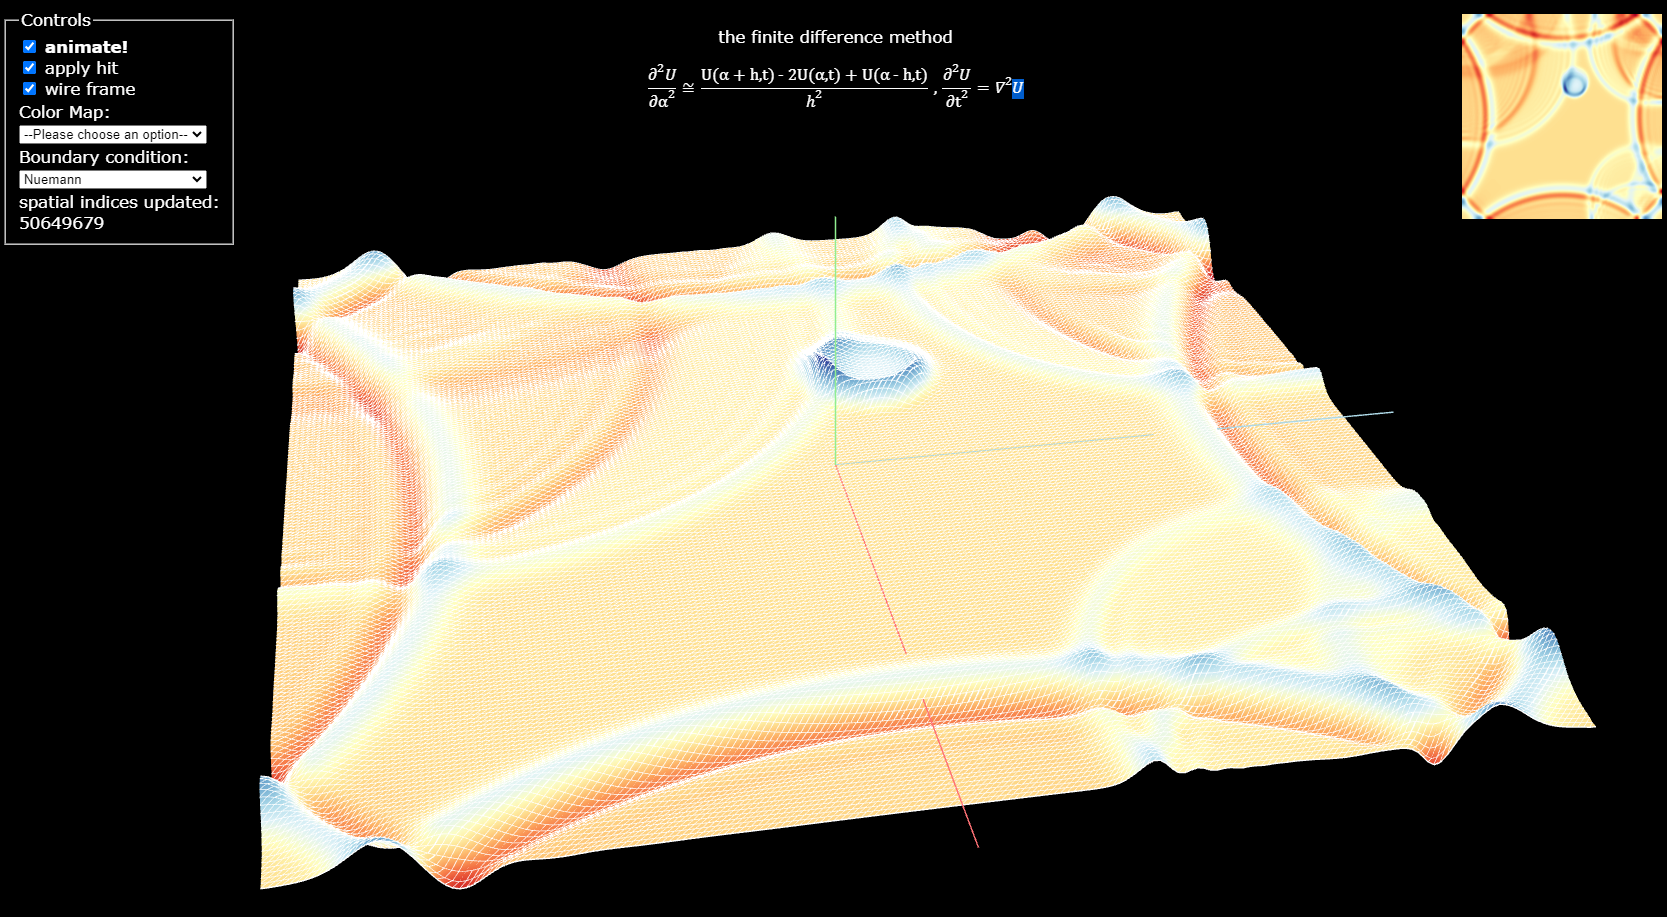 Controls
animate!
apply hit
wire frame
Color Map:
--Please choose an option--
Boundary condition:
Nuemann
spatial indices updated:
50649679
the finite difference method
∂²U/∂α² ≅ U(α + h,t) - 2U(α,t) + U(α - h,t)/h² , ∂²U/∂t² = ∇²U